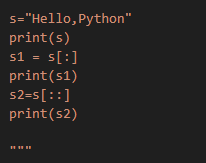 s="Hello,Python"
print(s)
s1 = s[:]
print(s1)
s2=s[::]
print(s2)
"""